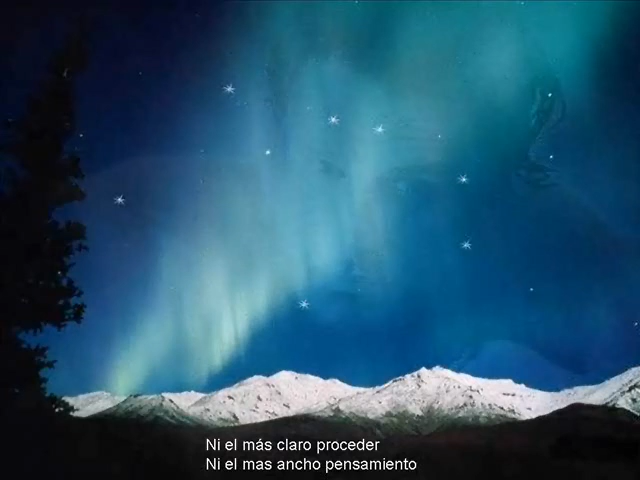 Ni el más claro proceder
Ni el mas ancho pensamiento